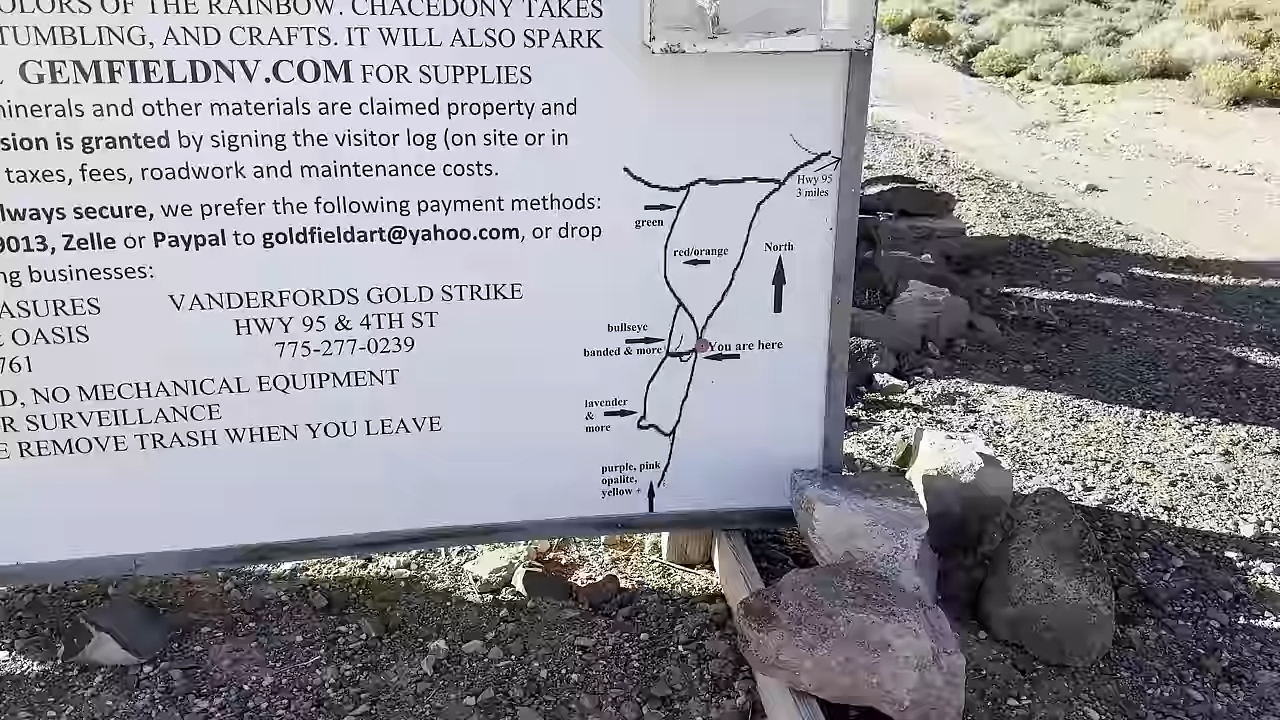 COLORS OF THE RAINBOW. CHACEDONY TAKES
TUMBLING, AND CRAFTS. IT WILL ALSO SPARK
GEMFIELDNV.COM FOR SUPPLIES
minerals and other materials are claimed property and
sion is granted by signing the visitor log (on site or in
taxes, fees, roadwork and maintenance costs.
always secure, we prefer the following payment methods:
9013, Zelle or Paypal to goldfieldart@yahoo.com, or drop
ng businesses:
ASURES VANDERFORDS GOLD STRIKE
OASIS HWY 95 & 4TH ST
761 775-277-0239
D, NO MECHANICAL EQUIPMENT
R SURVEILLANCE
E REMOVE TRASH WHEN YOU LEAVE
Hwy 95
3 miles
green
red/orange
North
bullseye
banded & more
You are here
lavender
&
more
purple, pink
opalite,
yellow +